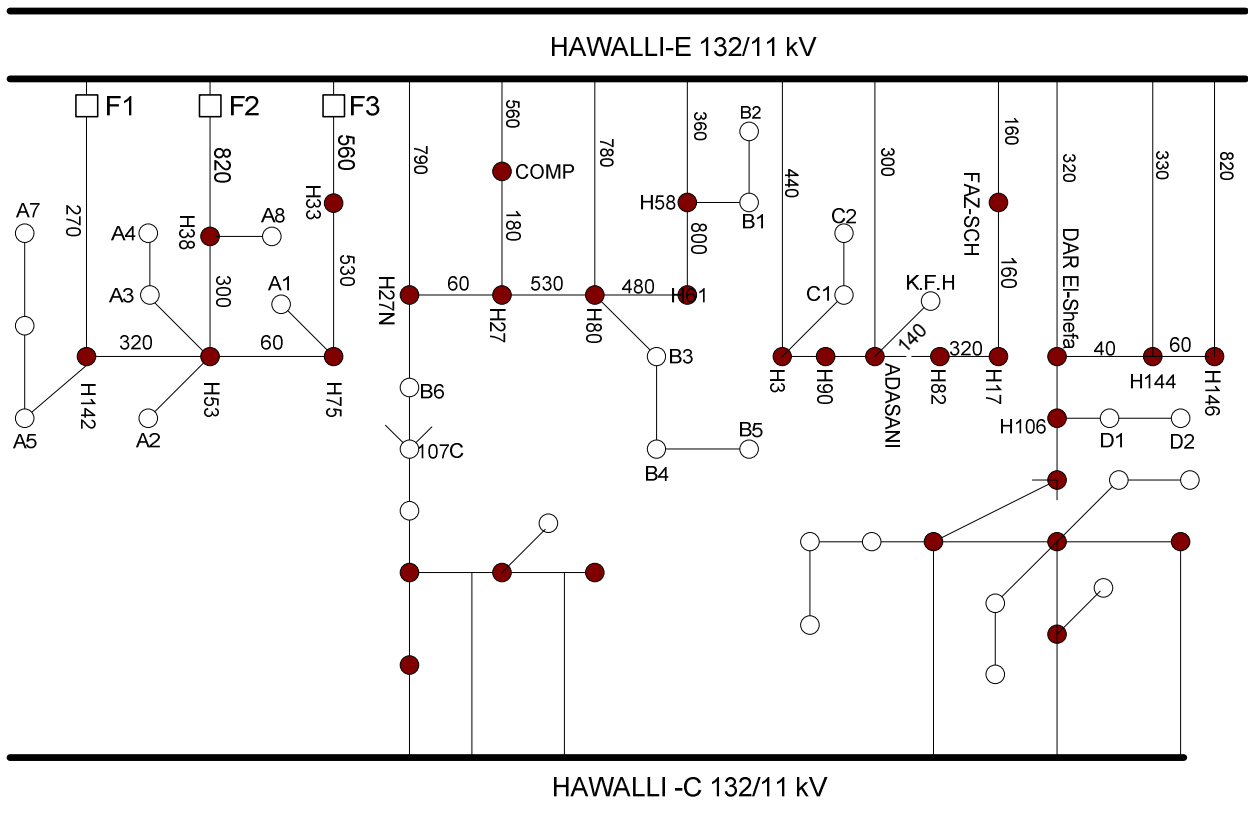 HAWALLI-E 132/11 kV
F1
F2
F3
560
360
B2
160
820
560
790
780
440
300
320
330
820
COMP
270
A7
A4
H38
A8
H33
180
H58
B1
800
C2
FAZ-SCH
DAR El-Shefa
A3
300
A1
530
H27N
60
H27
530
H80
480
H61
C1
K.F.H
160
320
60
B3
H3
H90
ADASANI
140
H82
320
H17
40
60
H144
H146
A5
H142
A2
H53
H75
B6
107C
B4
B5
H106
D1
D2
HAWALLI -C 132/11 kV